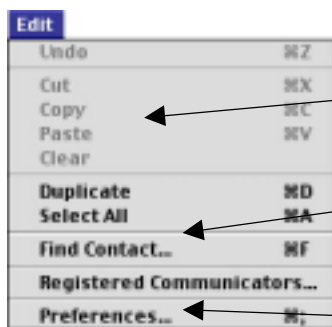 Edit
Undo ⌘Z
Cut ⌘X
Copy ⌘C
Paste ⌘V
Clear
Duplicate ⌘D
Select All ⌘A
Find Contact... ⌘F
Registered Communicators...
Preferences... ⌘;